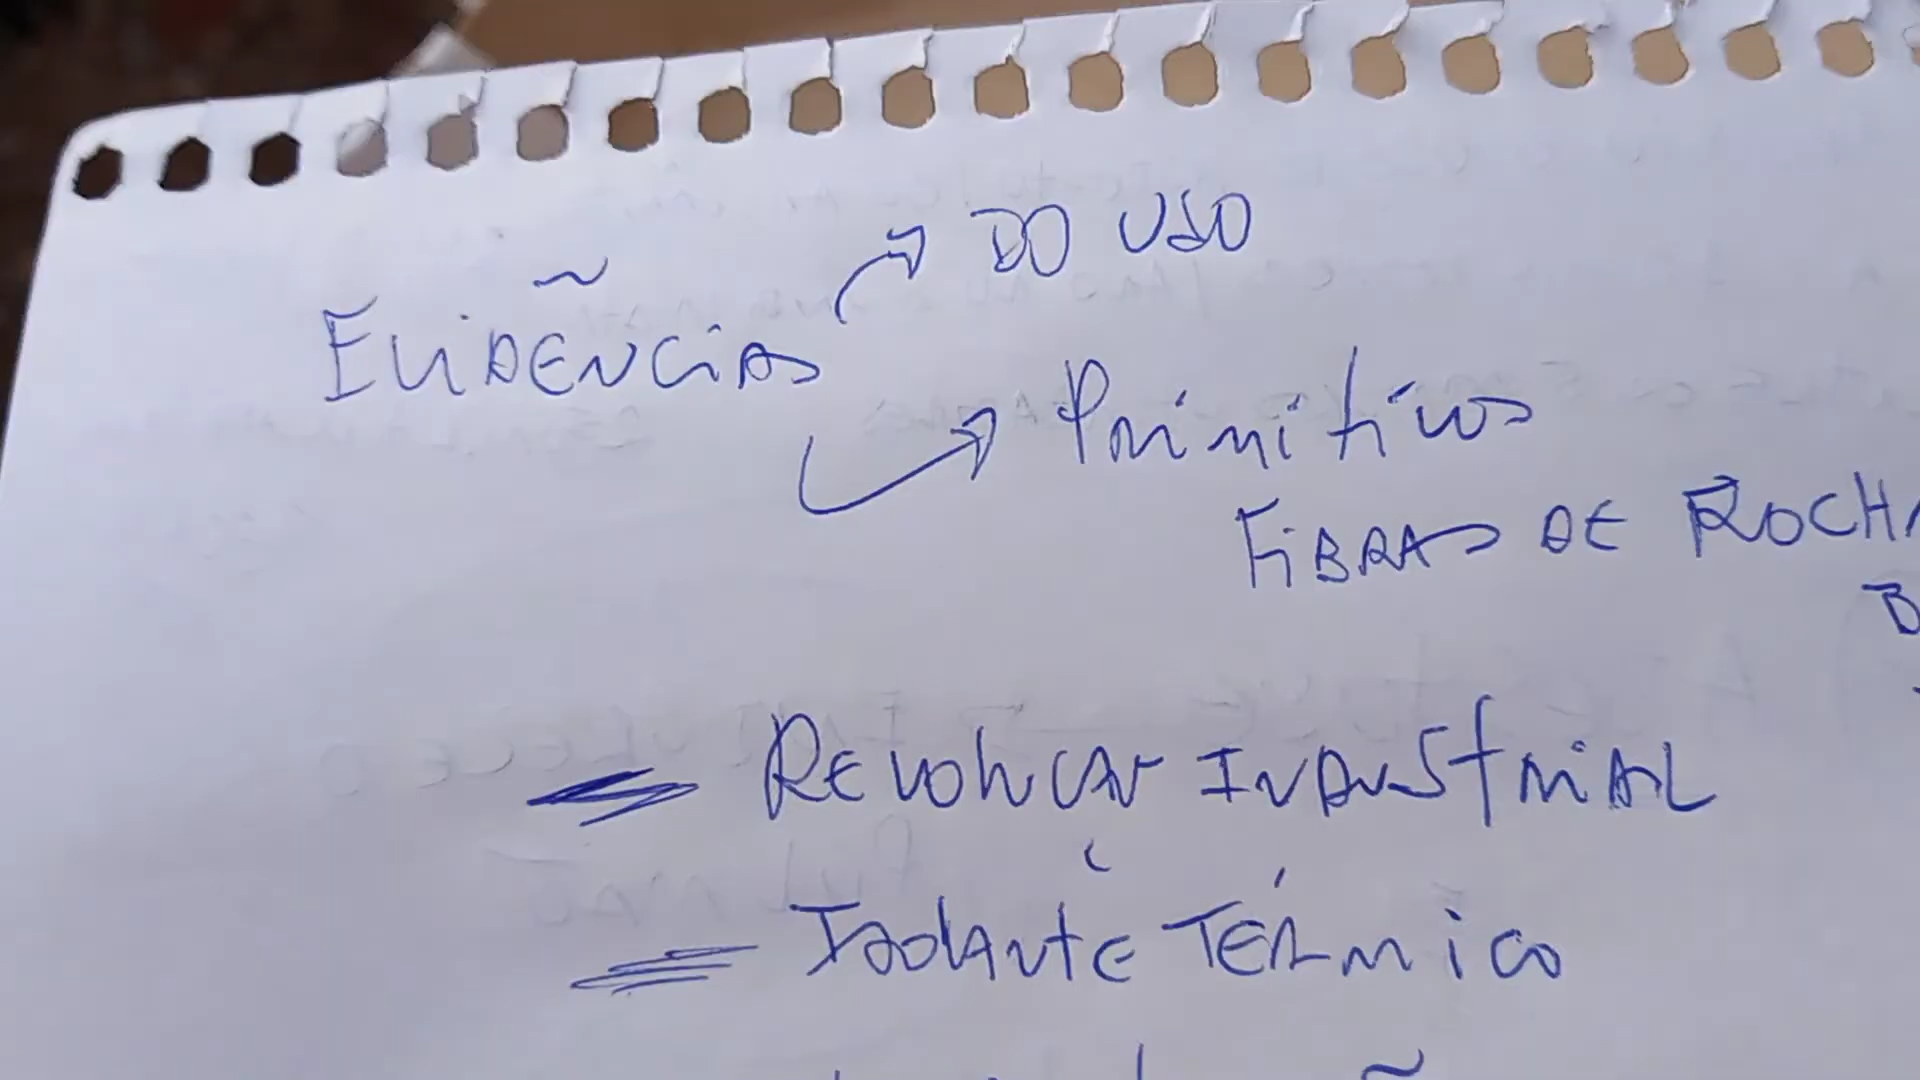 EVIDÊNCIAS
DO USO
Primitivos
FIBRAS DE ROCHA
REVOLUÇÃO INDUSTRIAL
ISOLANTE TÉRMICO